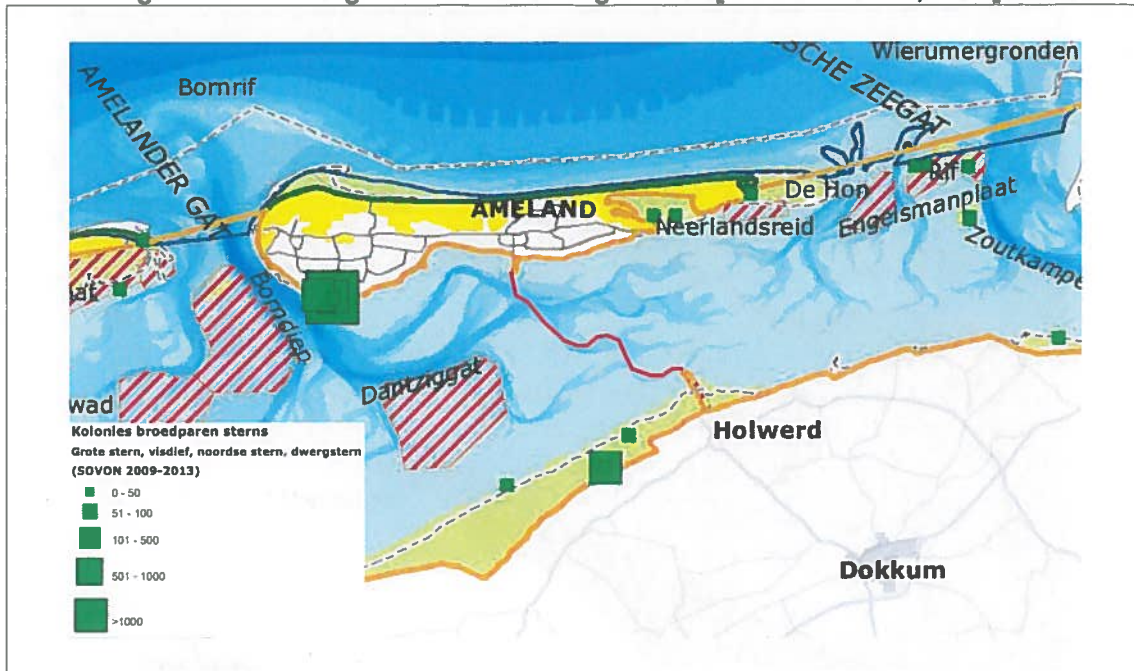 Wierumergronden
SCHE ZEEGAT
Bornrif
AMELANDER GAT
De Hon
Rif
AMELAND
Engelsmanplaat
Neerlandsreid
Zoutkampe
Borndiep
Dantziggat
wad
Holwerd
Kolonies broedparen sterns
Grote stern, visdief, noordse stern, dwergstern
(SOVON 2009-2013)
0 - 50
51 - 100
101 - 500
501 - 1000
>1000
Dokkum